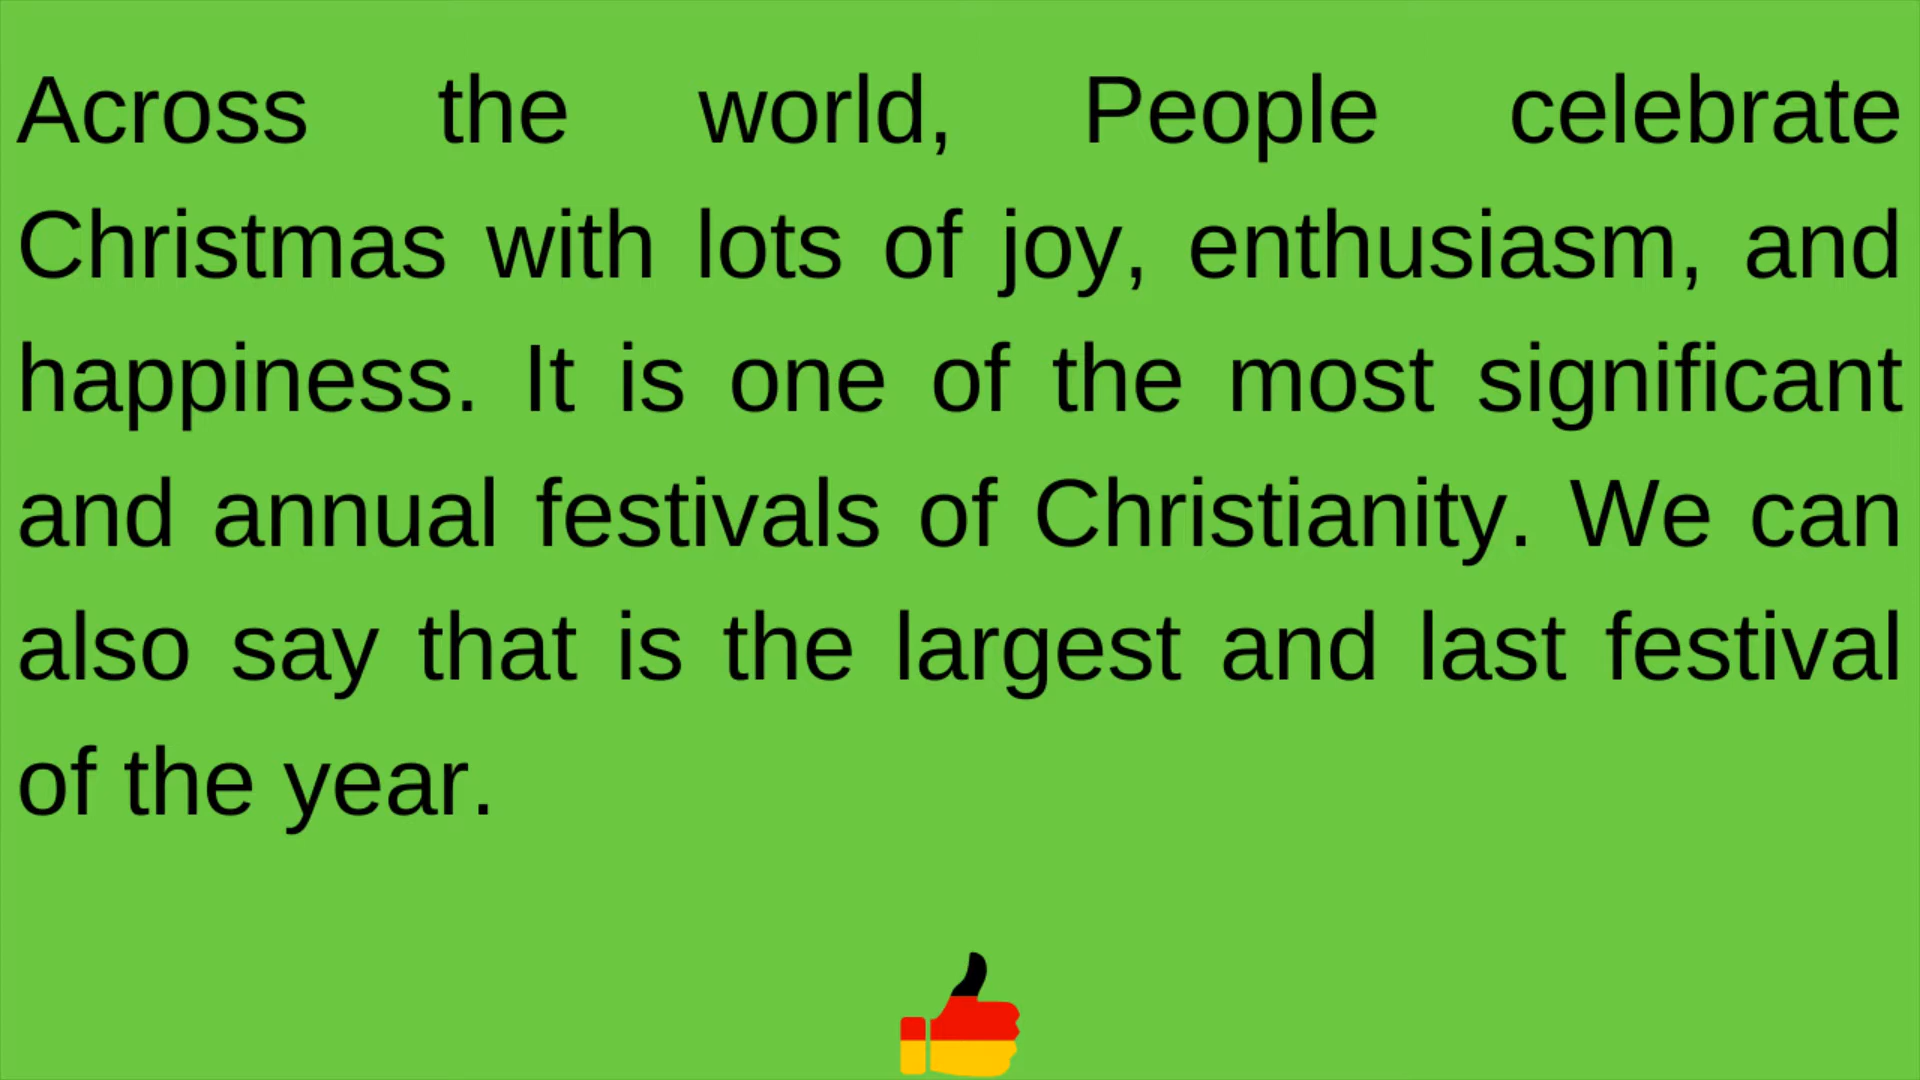 Across the world, People celebrate
Christmas with lots of joy, enthusiasm, and
happiness. It is one of the most significant
and annual festivals of Christianity. We can
also say that is the largest and last festival
of the year.